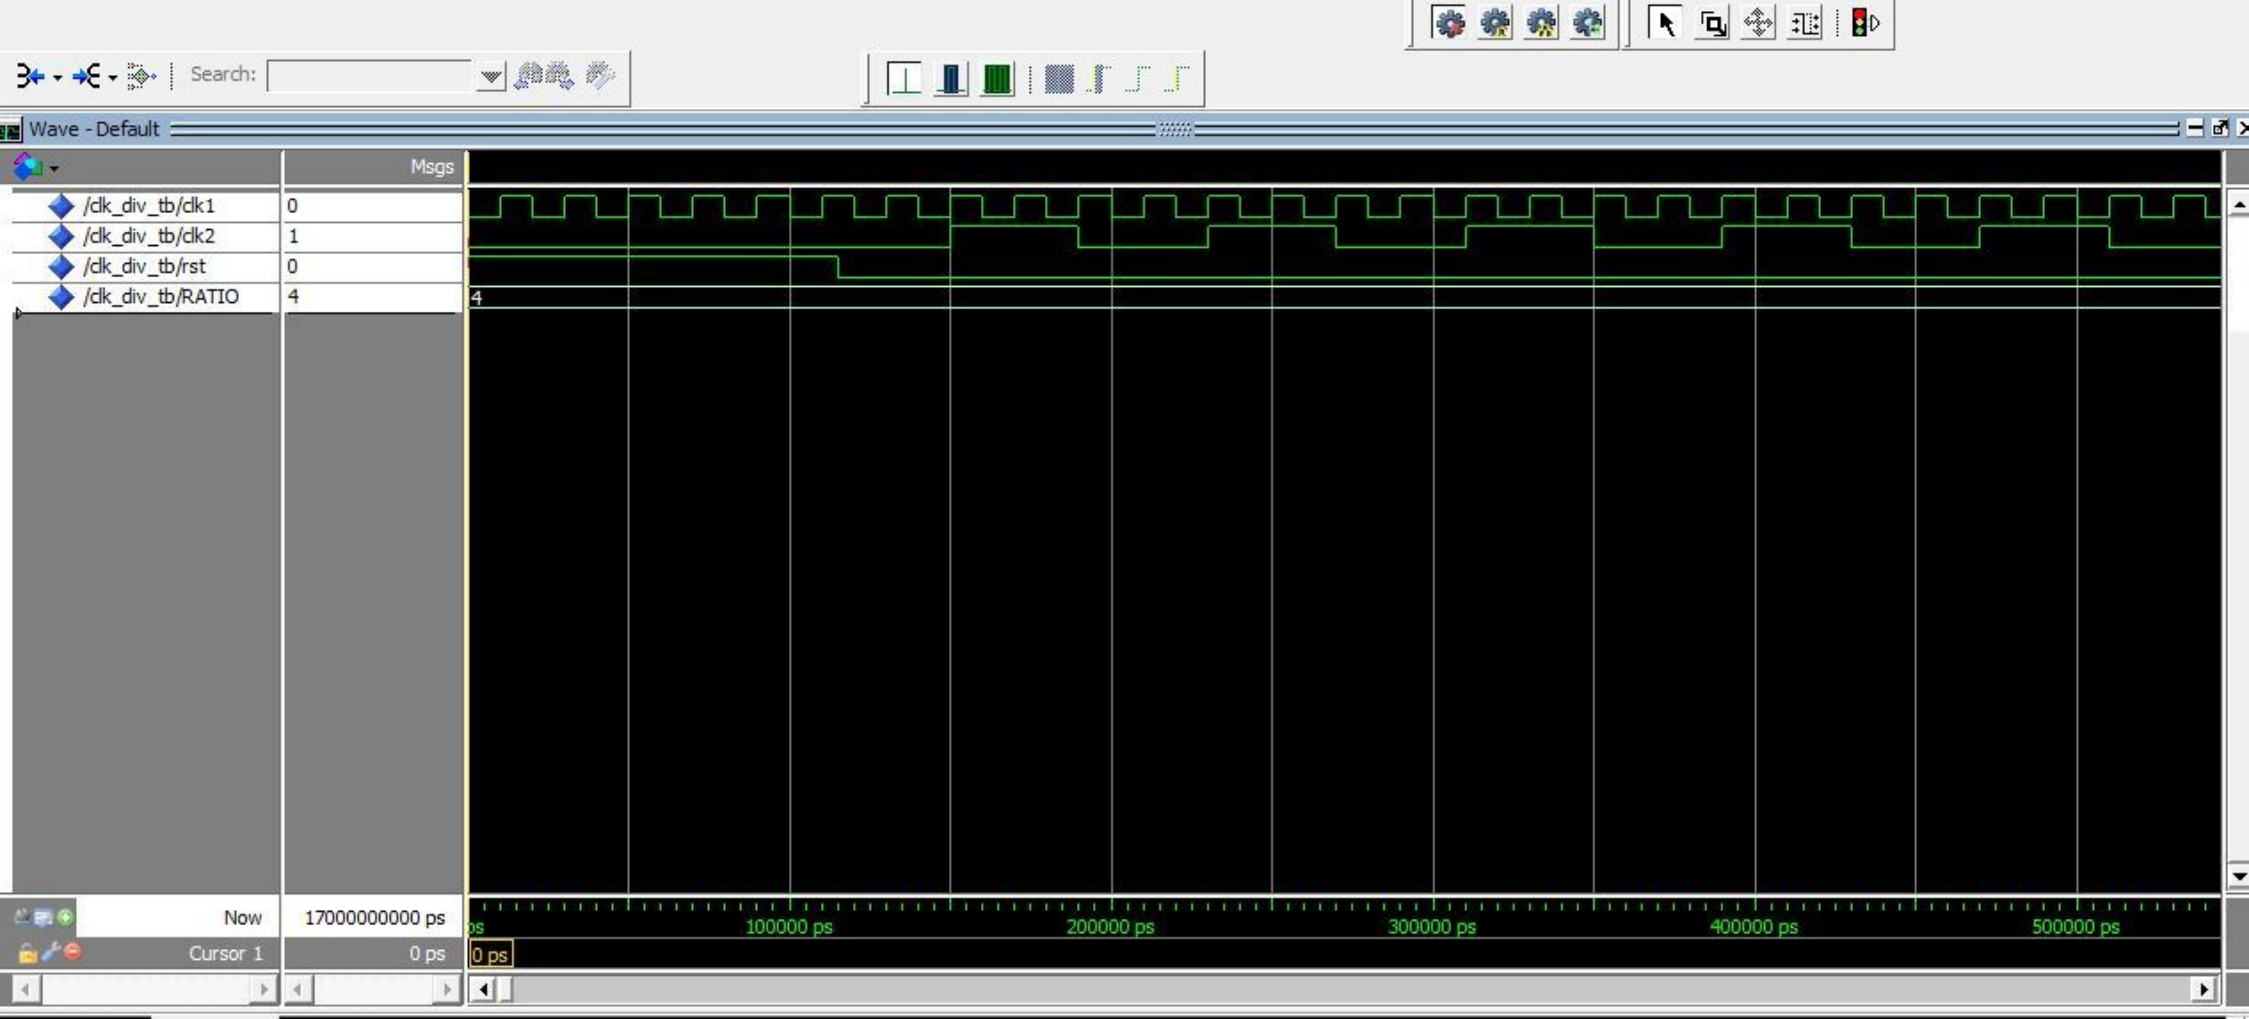 Search:
Wave - Default
Msgs
/clk_div_tb/clk1 0
/clk_div_tb/clk2 1
/clk_div_tb/rst 0
/clk_div_tb/RATIO 4 4
Now 17000000000 ps ps 100000 ps 200000 ps 300000 ps 400000 ps 500000 ps
Cursor 1 0 ps 0 ps